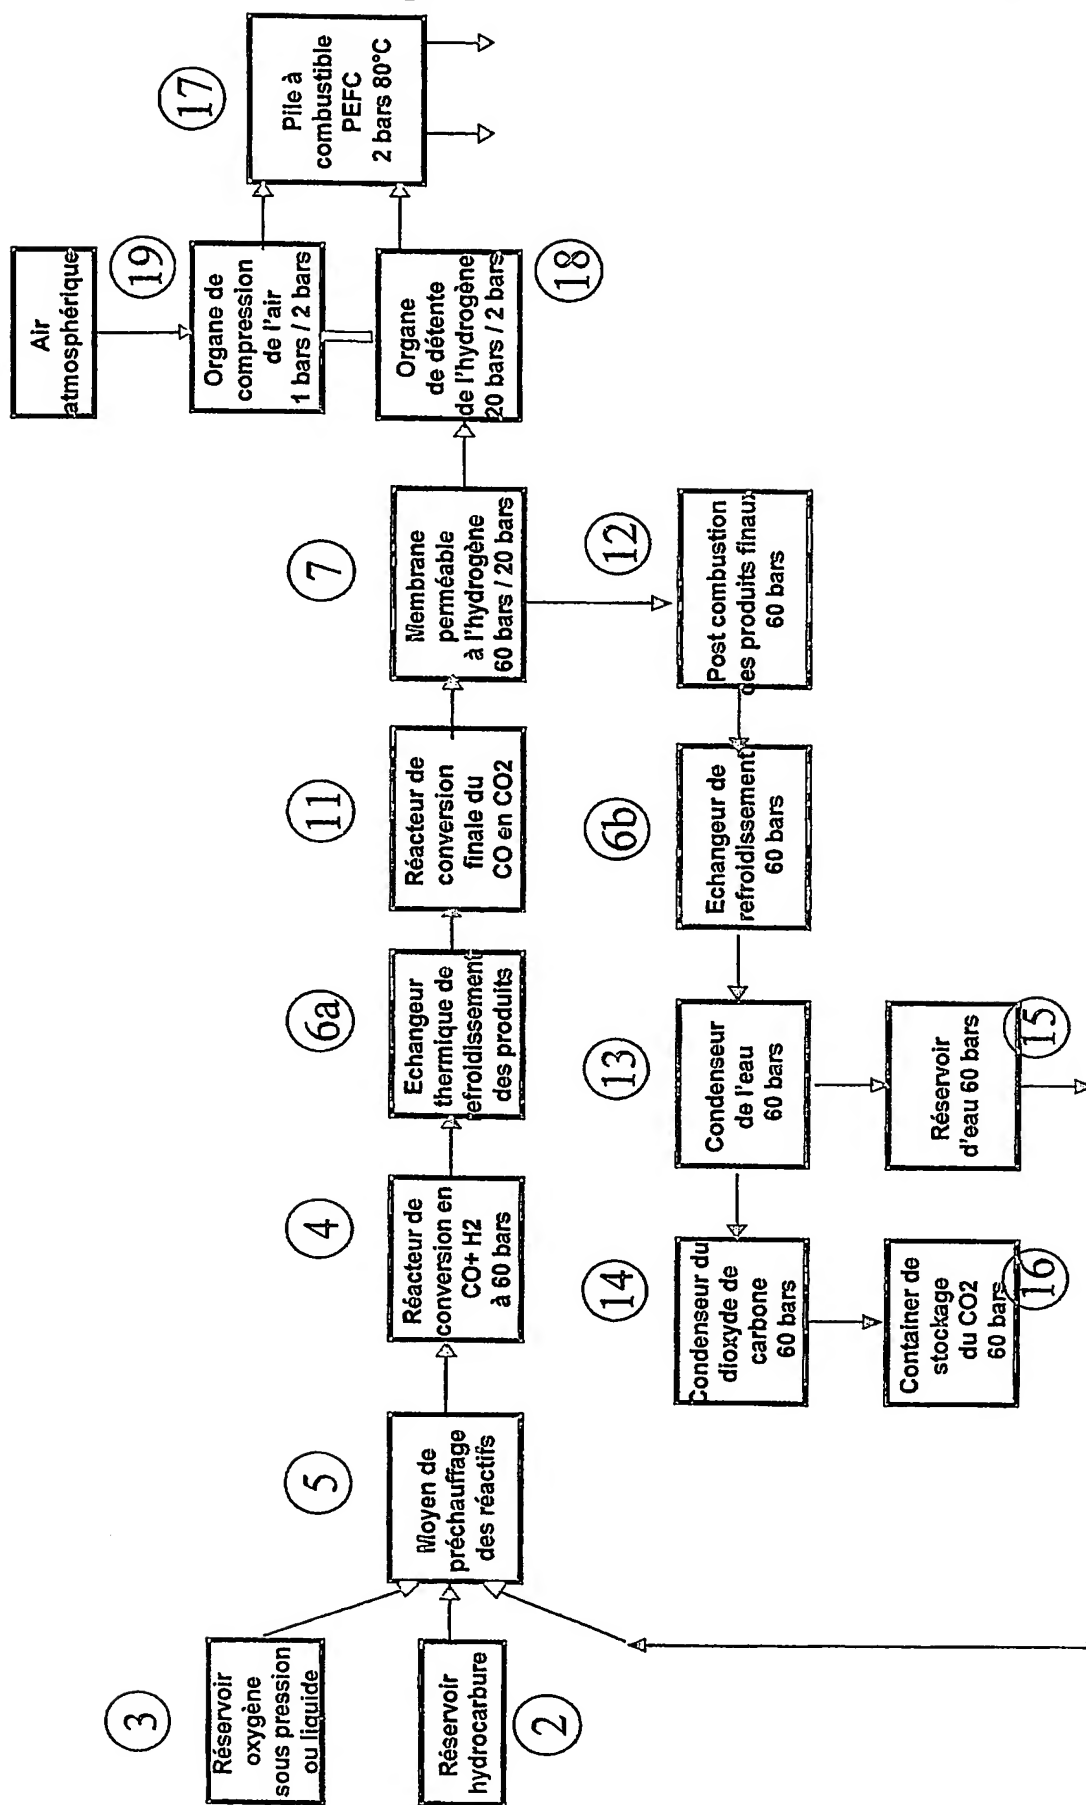 3
Réservoir
oxygène
sous pression
ou liquide
2
Réservoir
hydrocarbure
5
Moyen de
préchauffage
des réactifs
4
Réacteur de
conversion en
CO+ H2
à 60 bars
6a
Echangeur
thermique de
refroidissement
des produits
11
Réacteur de
conversion
finale du
CO en CO2
7
Membrane
perméable
à l'hydrogène
60 bars / 20 bars
Air
atmosphérique
19
Organe de
compression
de l'air
1 bars / 2 bars
Organe
de détente
de l'hydrogène
20 bars / 2 bars
18
17
Pile à
combustible
PEFC
2 bars 80°C
12
Post combustion
des produits finaux
60 bars
6b
Echangeur de
refroidissement
60 bars
13
Condenseur
de l'eau
60 bars
14
Condenseur du
dioxyde de
carbone
60 bars
Réservoir
d'eau 60 bars
15
Container de
stockage
du CO2
60 bars
16